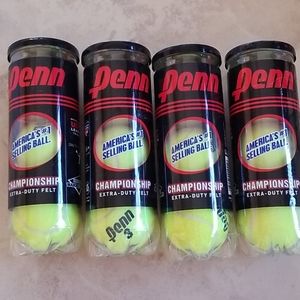 Penn
AMERICA'S #1
SELLING BALL.
CHAMPIONSHIP
EXTRA-DUTY FELT
Penn
AMERICA'S #1
SELLING BALL.
CHAMPIONSHIP
EXTRA-DUTY FELT
Penn
3
Penn
AMERICA'S #1
SELLING BALL.
CHAMPIONSHIP
EXTRA-DUTY FELT
Penn
Penn
AMERICA'S #1
SELLING BALL.
CHAMPIONSHIP
EXTRA-DUTY FELT